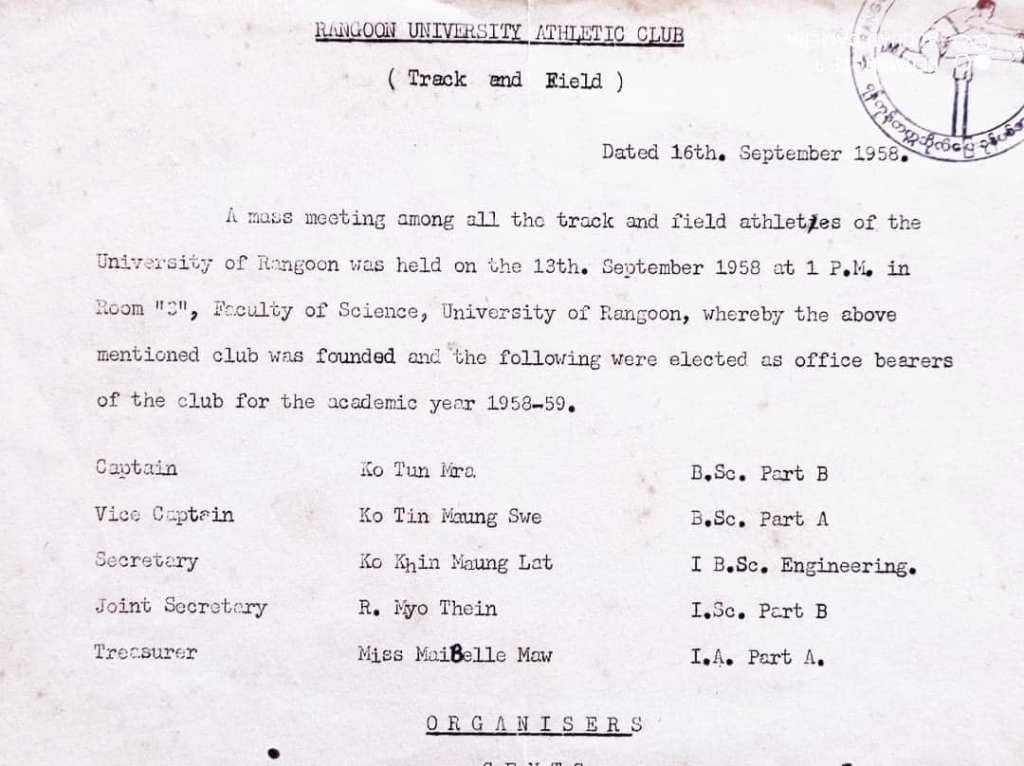 RANGOON UNIVERSITY ATHLETIC CLUB
( Track and Field )
RANGOON
Dated 16th. September 1958.
A mass meeting among all the track and field athletes of the
University of Rangoon was held on the 13th. September 1958 at 1 P.M. in
Room "S", Faculty of Science, University of Rangoon, whereby the above
mentioned club was founded and the following were elected as office bearers
of the club for the academic year 1958-59.
Captain Ko Tun Mra B.Sc. Part B
Vice Captain Ko Tin Maung Swe B.Sc. Part A
Secretary Ko Khin Maung Lat I B.Sc. Engineering.
Joint Secretary R. Myo Thein I.Sc. Part B
Treasurer Miss MaiBelle Maw I.A. Part A.
ORGANISERS
GENTS